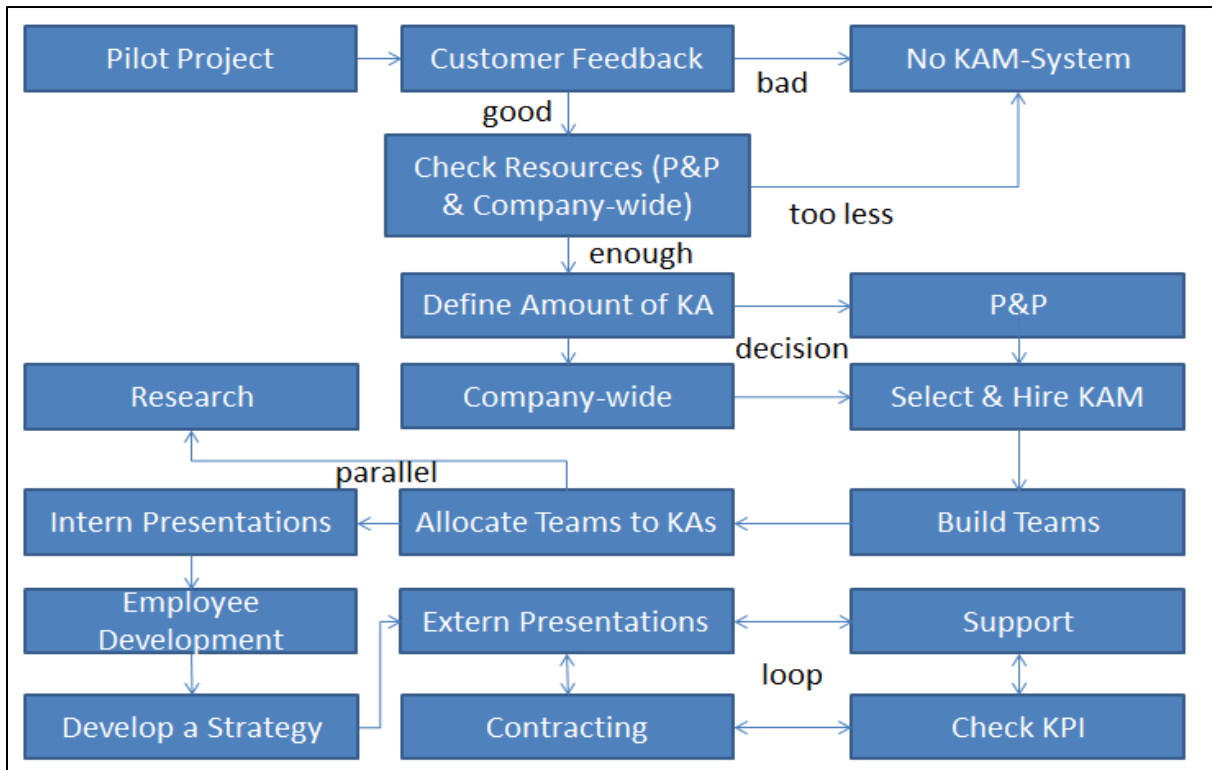 Pilot Project
Customer Feedback
No KAM-System
bad
good
Check Resources (P&P
& Company-wide)
too less
enough
Define Amount of KA
P&P
decision
Research
Company-wide
Select & Hire KAM
parallel
Intern Presentations
Allocate Teams to KAs
Build Teams
Employee
Development
Extern Presentations
Support
loop
Develop a Strategy
Contracting
Check KPI